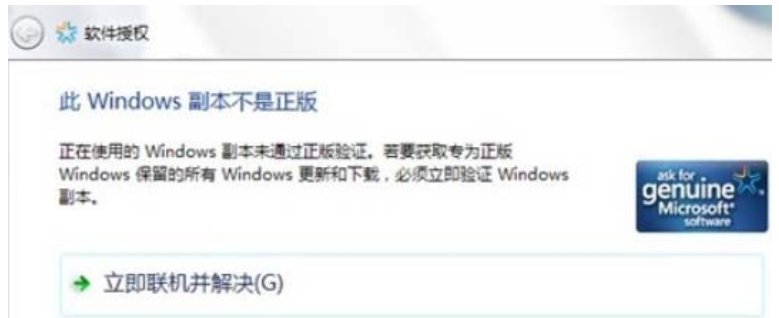 软件授权
此 Windows 副本不是正版
正在使用的 Windows 副本未通过正版验证。若要获取专为正版
Windows 保留的所有 Windows 更新和下载，必须立即验证 Windows
副本。
ask for
genuine
Microsoft®
software
立即联机并解决(G)